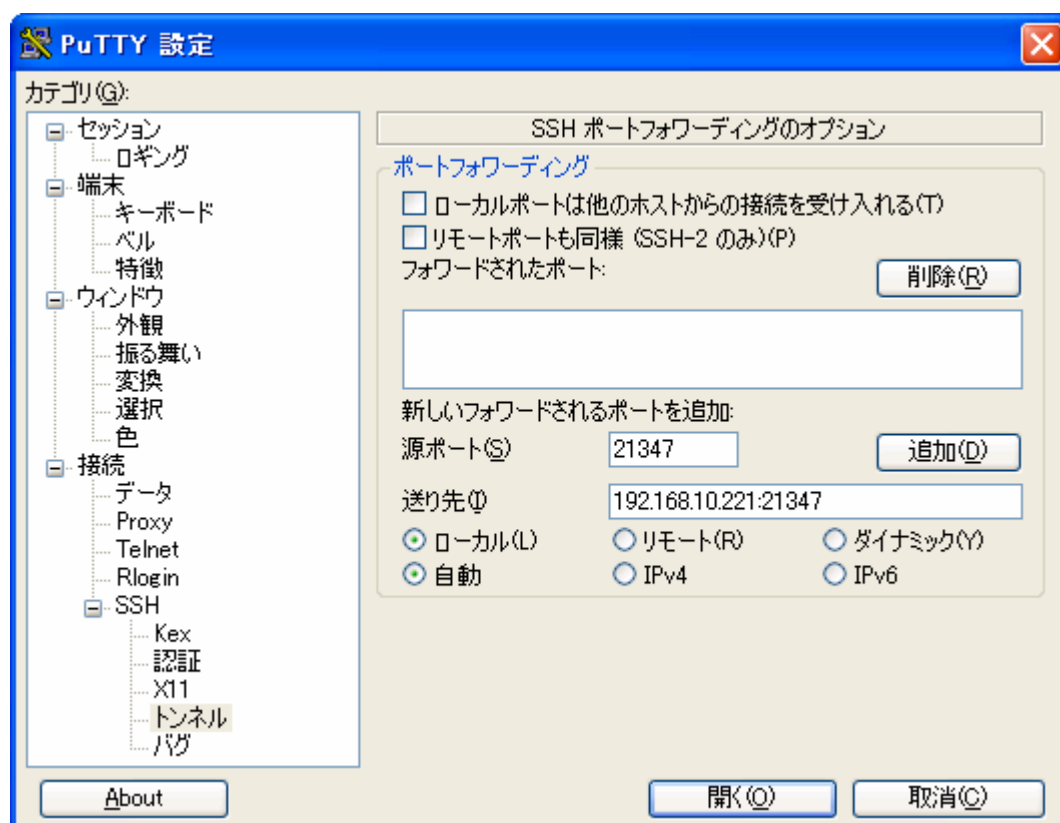 PuTTY 設定
カテゴリ(G):
セッション
ロギング
端末
キーボード
ベル
特徴
ウィンドウ
外観
振る舞い
変換
選択
色
接続
データ
Proxy
Telnet
Rlogin
SSH
Kex
認証
X11
トンネル
バグ
SSH ポートフォワーディングのオプション
ポートフォワーディング
ローカルポートは他のホストからの接続を受け入れる(T)
リモートポートも同様 (SSH-2 のみ)(P)
フォワードされたポート:
削除(R)
新しいフォワードされるポートを追加:
源ポート(S) 21347 追加(D)
送り先(I) 192.168.10.221:21347
ローカル(L) リモート(R) ダイナミック(Y)
自動 IPv4 IPv6
About 開く(O) 取消(C)